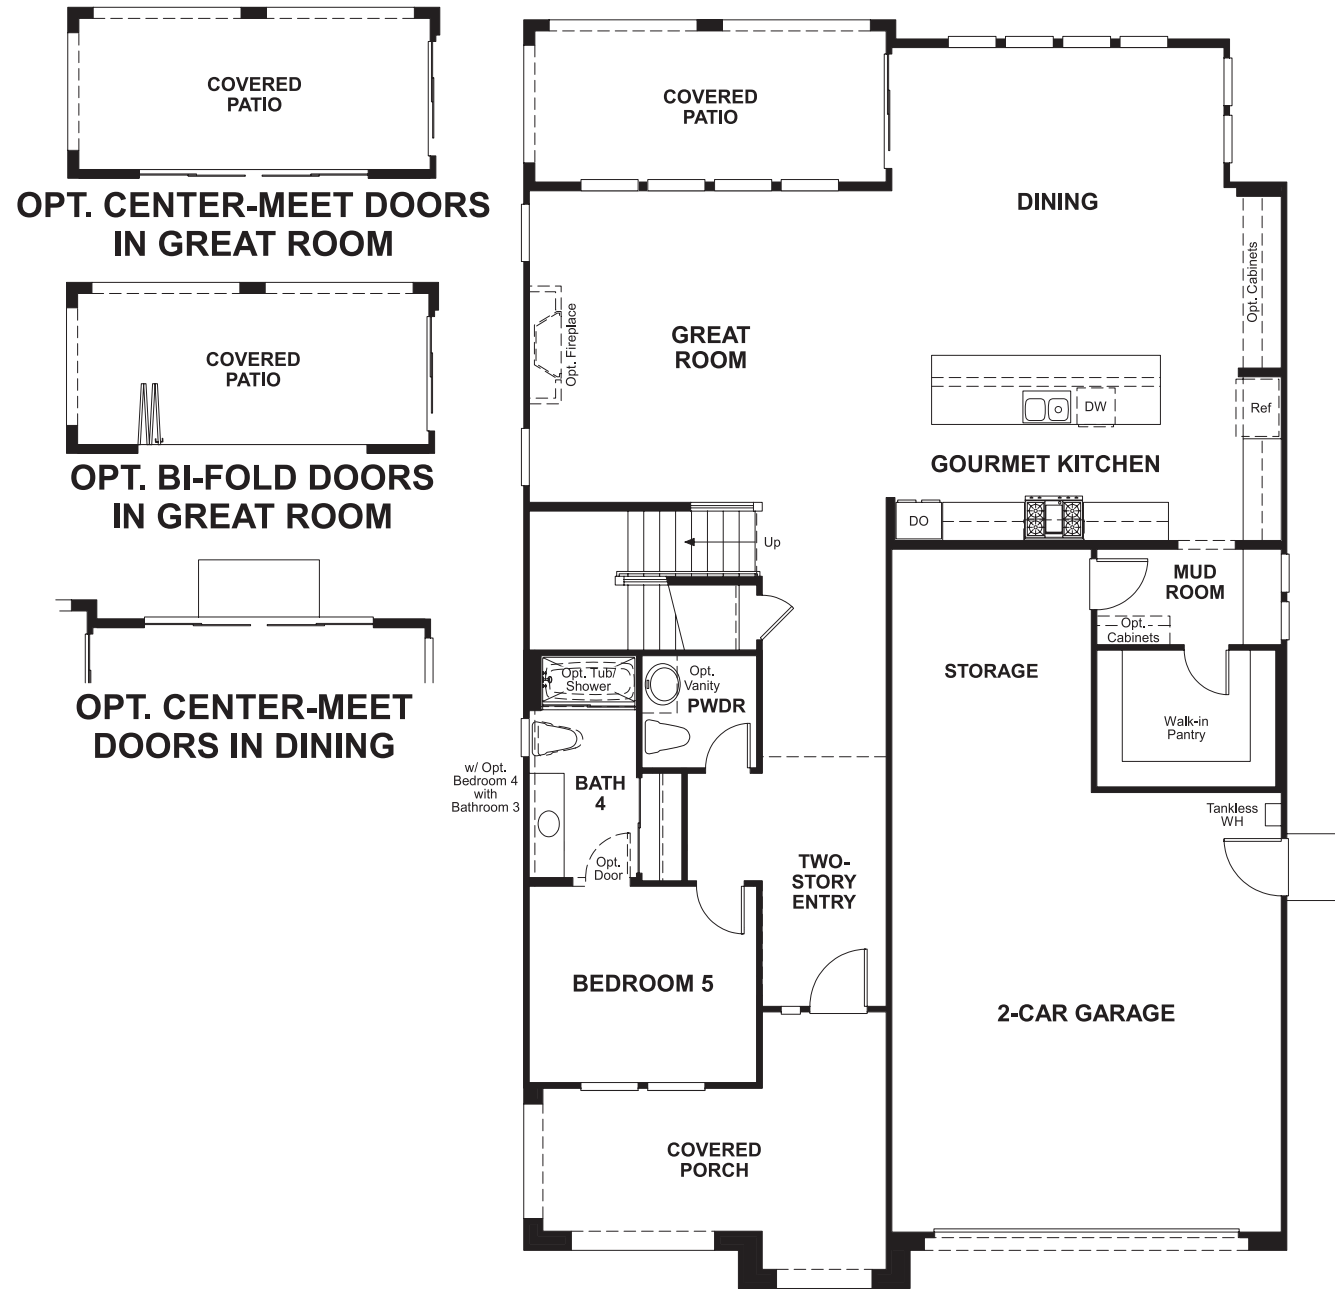 COVERED
PATIO
OPT. CENTER-MEET DOORS
IN GREAT ROOM
COVERED
PATIO
OPT. BI-FOLD DOORS
IN GREAT ROOM
OPT. CENTER-MEET
DOORS IN DINING
COVERED
PATIO
DINING
Opt. Cabinets
GREAT
ROOM
Opt. Fireplace
DW
Ref
GOURMET KITCHEN
DO
Up
MUD
ROOM
Opt.
Cabinets
STORAGE
Walk-in
Pantry
Opt. Tub/
Shower
Opt.
Vanity
PWDR
w/ Opt.
Bedroom 4
with
Bathroom 3
BATH
4
Opt.
Door
Tankless
WH
TWO-
STORY
ENTRY
BEDROOM 5
2-CAR GARAGE
COVERED
PORCH